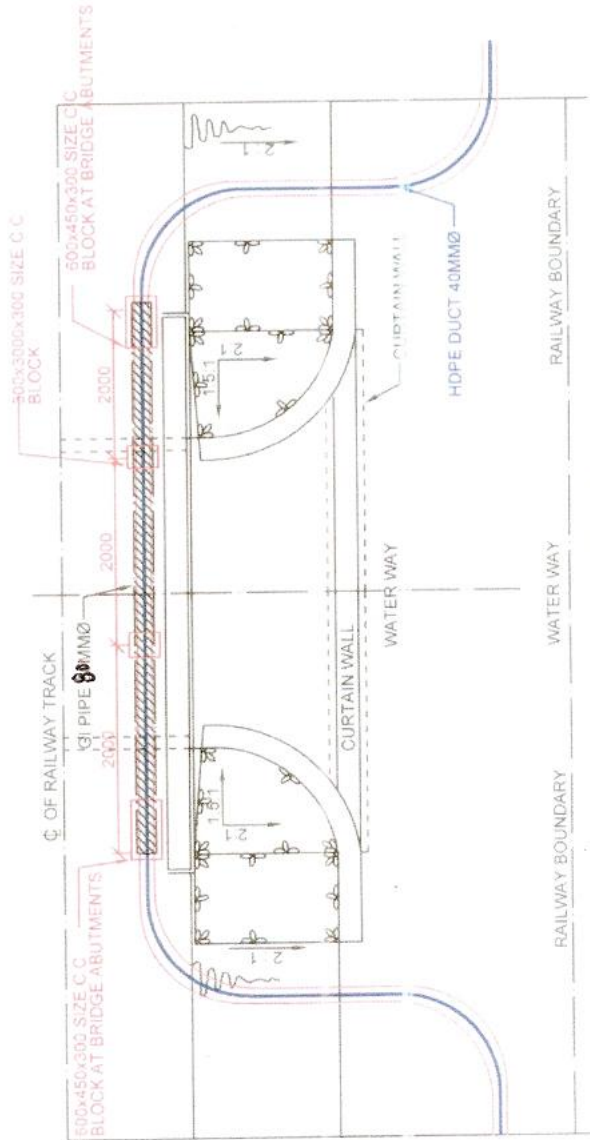 600x450x300 SIZE C.C
BLOCK AT BRIDGE ABUTMENTS
℄ OF RAILWAY TRACK
GI PIPE 80MMØ
300x300Cx300 SIZE C.C
BLOCK
600x450x300 SIZE C/C
BLOCK AT BRIDGE ABUTMENTS
2000
2000
2000
2:1
1.5:1
2:1
1.5:1
2:1
2:1
CURTAIN WALL
CURTAIN WALL
WATER WAY
HDPE DUCT 40MMØ
RAILWAY BOUNDARY
WATER WAY
RAILWAY BOUNDARY